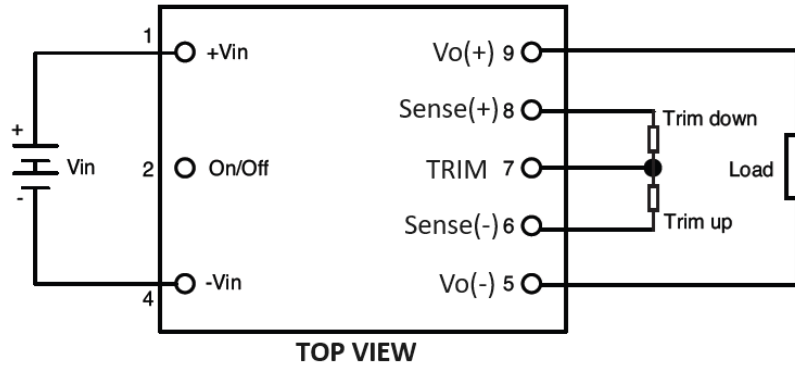 1
+Vin
Vo(+) 9
Sense(+) 8
Trim down
+
Vin
-
2
On/Off
TRIM 7
Load
Sense(-) 6
Trim up
4
-Vin
Vo(-) 5
TOP VIEW